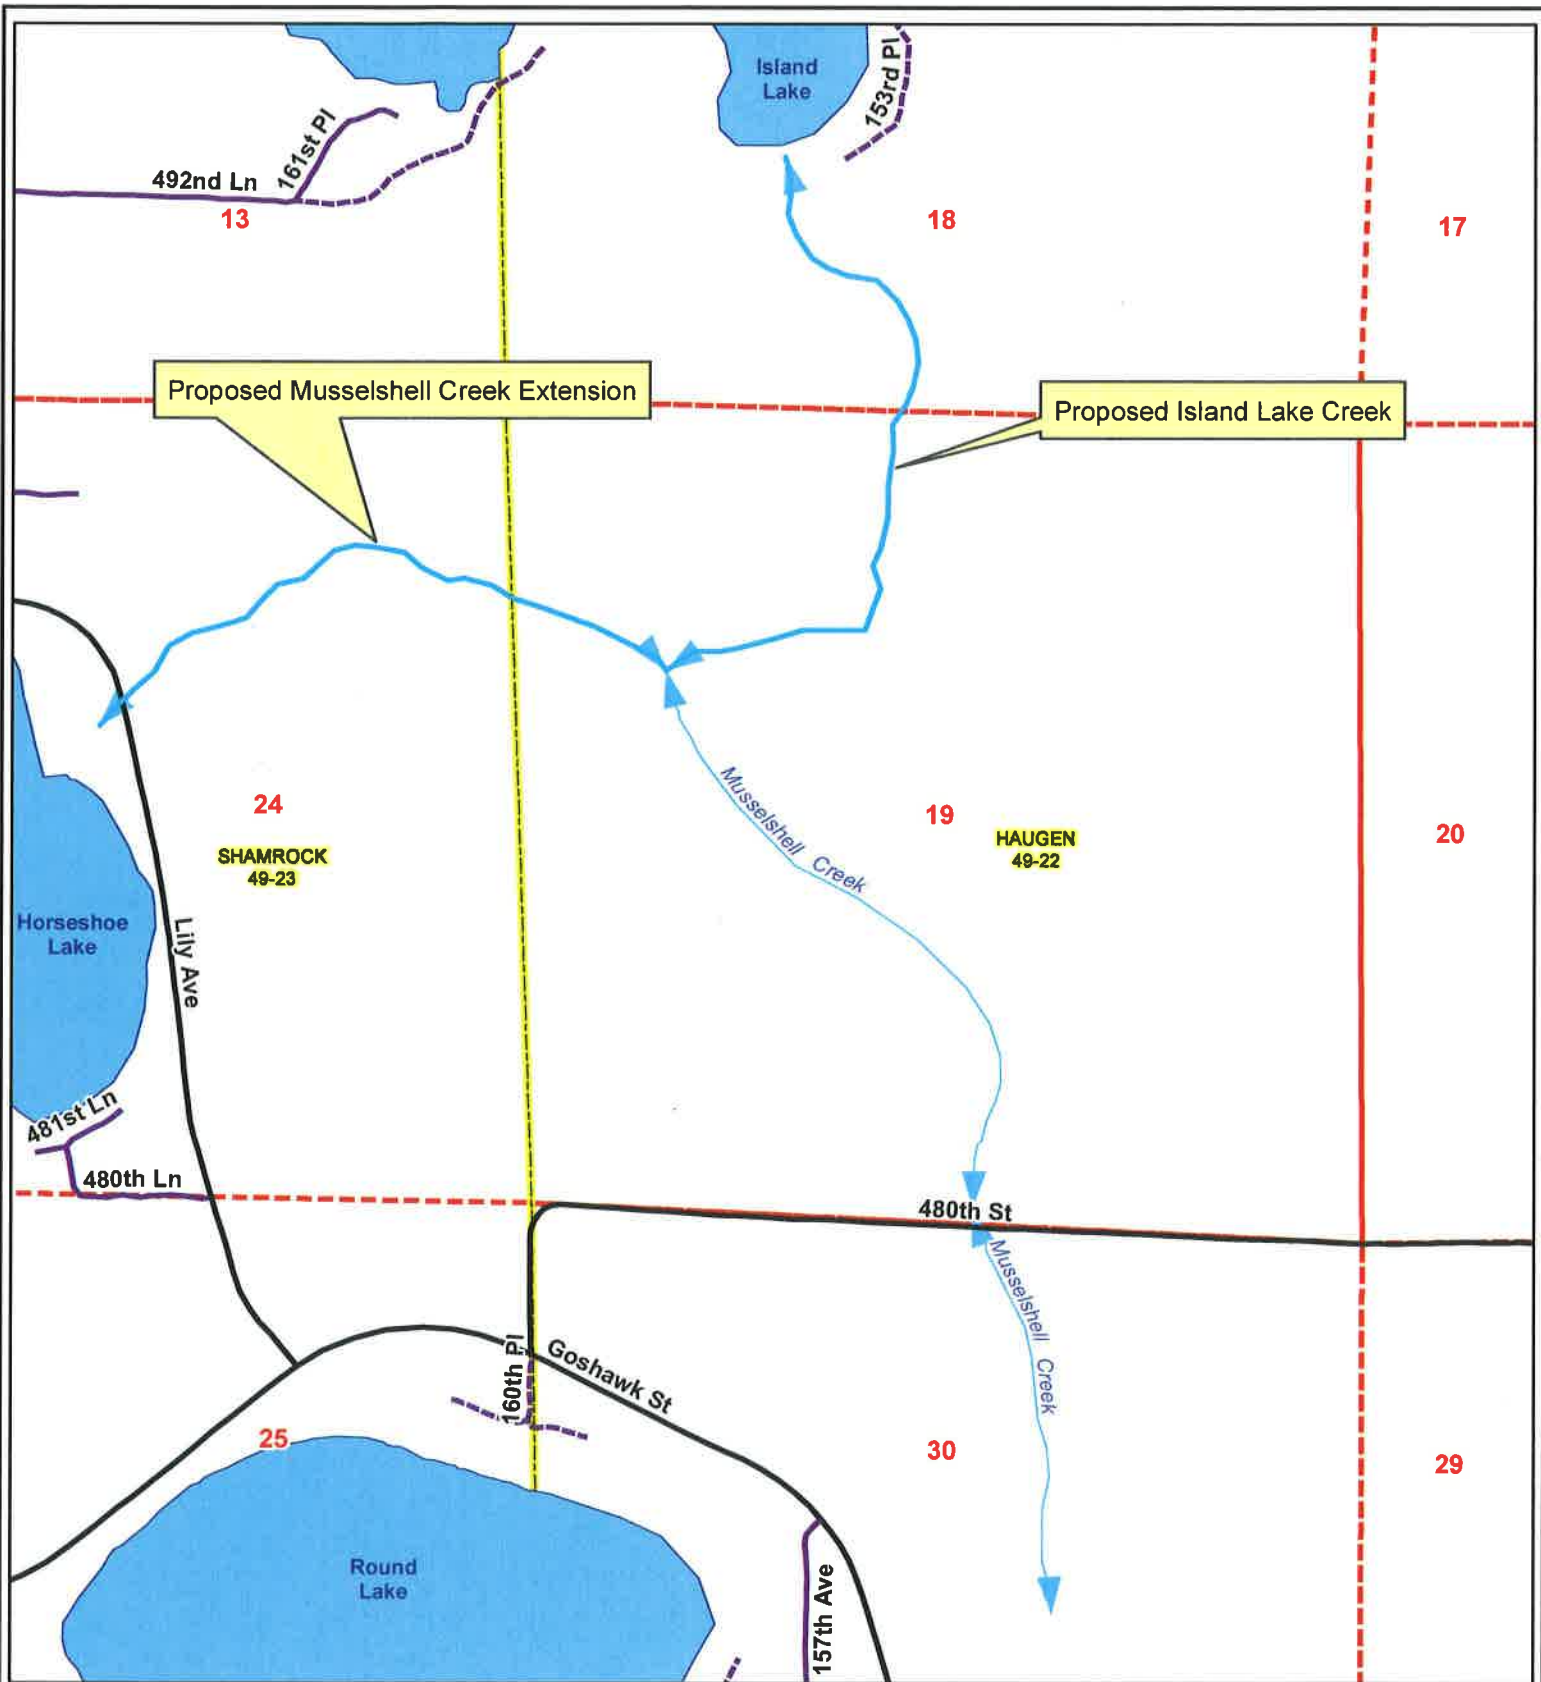 Island
Lake
153rd Pl
161st Pl
492nd Ln
13
18
17
Proposed Musselshell Creek Extension
Proposed Island Lake Creek
24
SHAMROCK
49-23
19
HAUGEN
49-22
20
Musselshell Creek
Horseshoe
Lake
Lily Ave
481st Ln
480th Ln
480th St
Musselshell Creek
160th Pl
Goshawk St
25
30
29
Round
Lake
157th Ave